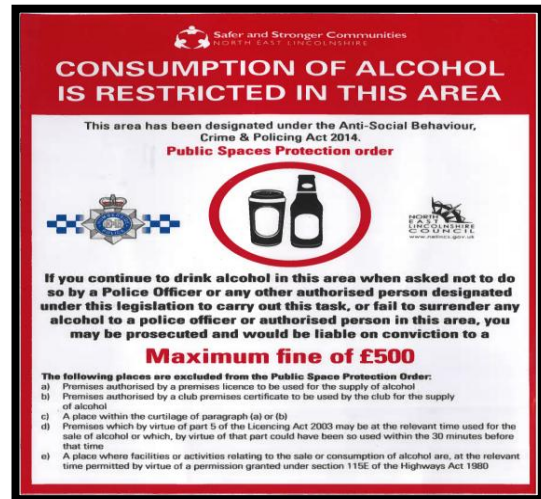 Safer and Stronger Communities
NORTH EAST LINCOLNSHIRE
CONSUMPTION OF ALCOHOL
IS RESTRICTED IN THIS AREA
This area has been designated under the Anti-Social Behaviour,
Crime & Policing Act 2014.
Public Spaces Protection order
NORTH
EAST
LINCOLNSHIRE
COUNCIL
www.nelincs.gov.uk
If you continue to drink alcohol in this area when asked not to do
so by a Police Officer or any other authorised person designated
under this legislation to carry out this task, or fail to surrender any
alcohol to a police officer or authorised person in this area, you
may be prosecuted and would be liable on conviction to a
Maximum fine of £500
The following places are excluded from the Public Space Protection Order:
a) Premises authorised by a premises licence to be used for the supply of alcohol
b) Premises authorised by a club premises certificate to be used by the club for the supply
of alcohol
c) A place within the curtilage of paragraph (a) or (b)
d) Premises which by virtue of part 5 of the Licencing Act 2003 may be at the relevant time used for the
sale of alcohol or which, by virtue of that part could have been so used within the 30 minutes before
that time
e) A place where facilities or activities relating to the sale or consumption of alcohol are, at the relevant
time permitted by virtue of a permission granted under section 115E of the Highways Act 1980